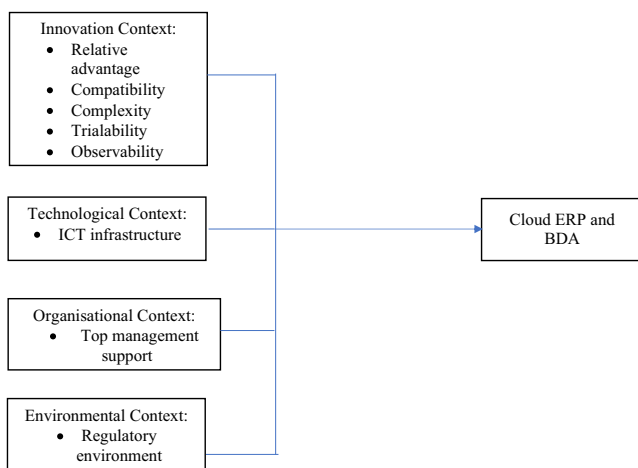 Innovation Context:
• Relative
advantage
• Compatibility
• Complexity
• Trialability
• Observability
Technological Context:
• ICT infrastructure
Cloud ERP and
BDA
Organisational Context:
• Top management
support
Environmental Context:
• Regulatory
environment